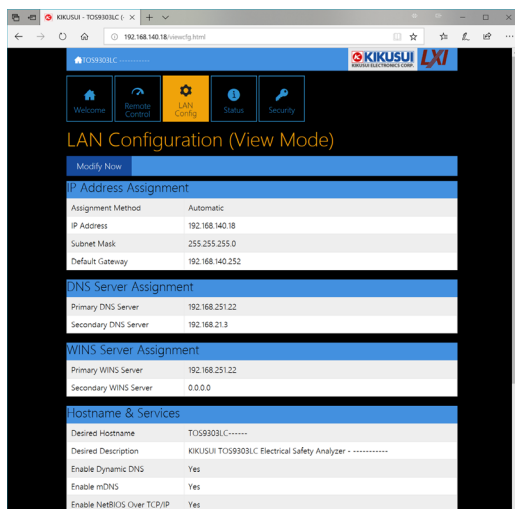 KIKUSUI - TOS9303LC (-
192.168.140.18/viewcfg.html
TOS9303LC -----------
KIKUSUI
KIKUSUI ELECTRONICS CORP.
LXI
Welcome
Remote Control
LAN Config
Status
Security
LAN Configuration (View Mode)
Modify Now
IP Address Assignment
Assignment Method Automatic
IP Address 192.168.140.18
Subnet Mask 255.255.255.0
Default Gateway 192.168.140.252
DNS Server Assignment
Primary DNS Server 192.168.251.22
Secondary DNS Server 192.168.21.3
WINS Server Assignment
Primary WINS Server 192.168.251.22
Secondary WINS Server 0.0.0.0
Hostname & Services
Desired Hostname TOS9303LC------
Desired Description KIKUSUI TOS9303LC Electrical Safety Analyzer - -----------
Enable Dynamic DNS Yes
Enable mDNS Yes
Enable NetBIOS Over TCP/IP Yes